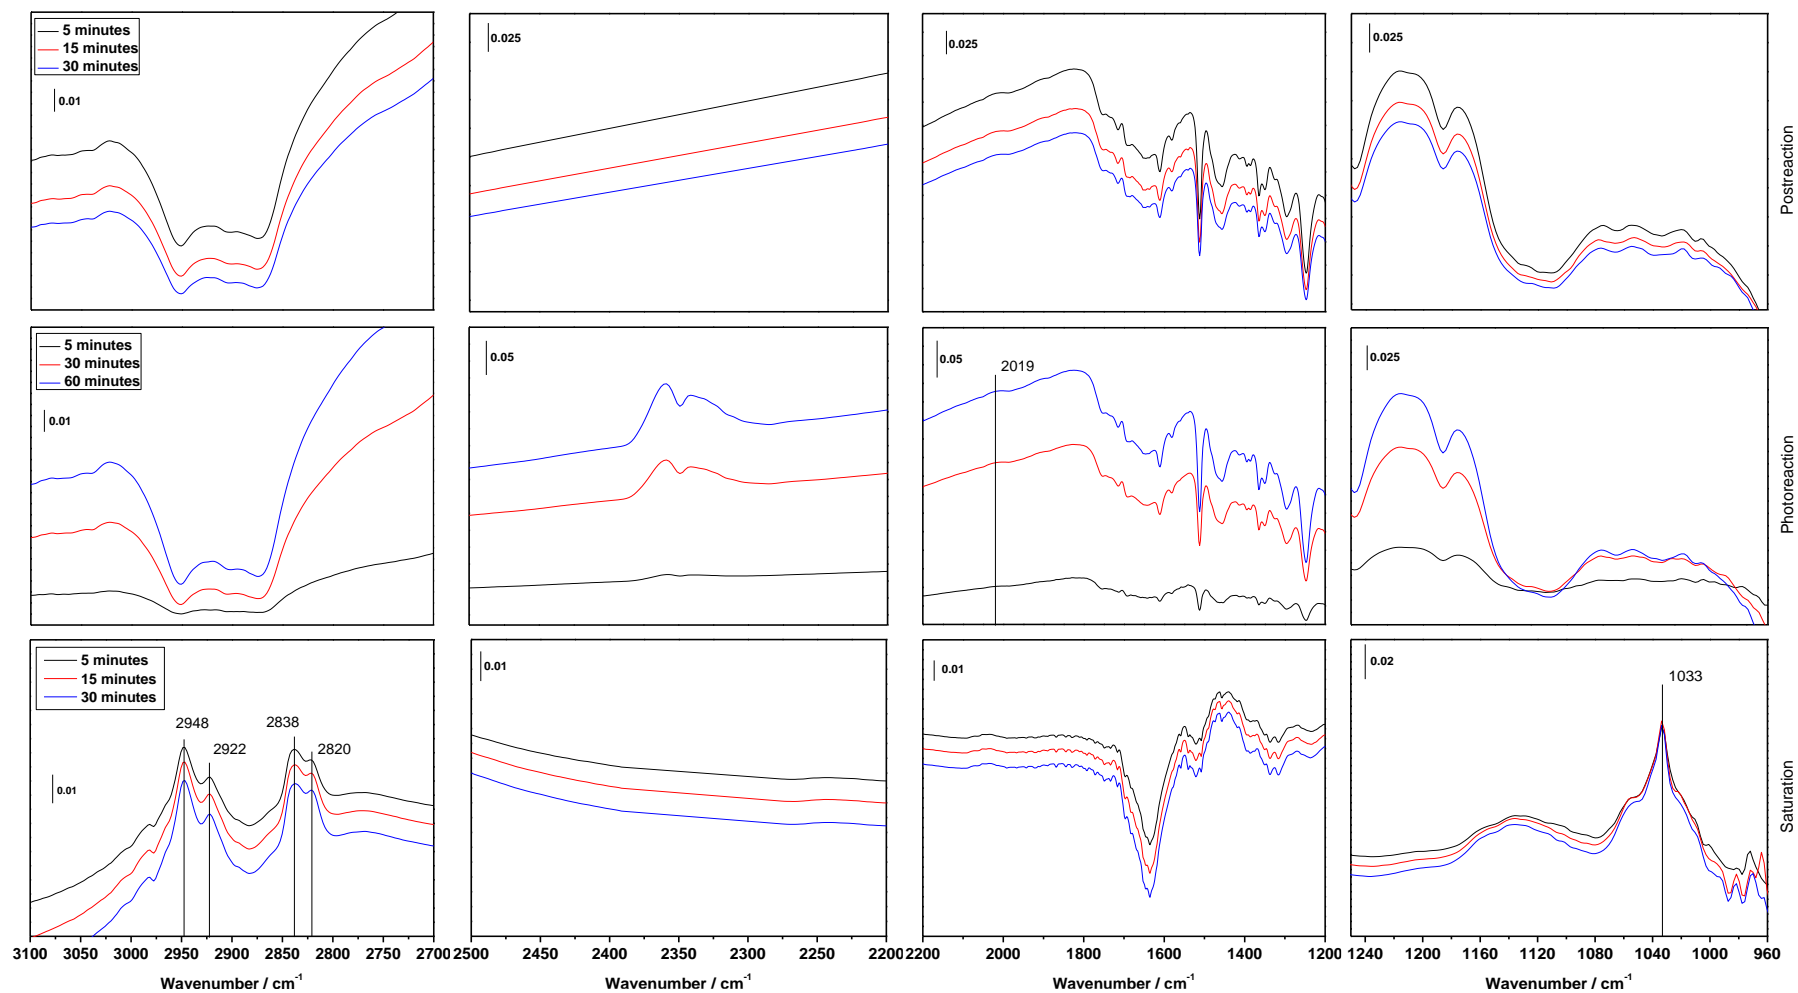 5 minutes
15 minutes
30 minutes
0.01
0.025
0.025
0.025
Postreaction
5 minutes
30 minutes
60 minutes
0.01
0.05
0.05
2019
0.025
Photoreaction
5 minutes
15 minutes
30 minutes
2948
2922
2838
2820
0.01
0.01
0.01
0.02
1033
Saturation
3100 3050 3000 2950 2900 2850 2800 2750 2700
2500 2450 2400 2350 2300 2250 2200
2200 2000 1800 1600 1400 1200
1240 1200 1160 1120 1080 1040 1000 960
Wavenumber / cm-1
Wavenumber / cm-1
Wavenumber / cm-1
Wavenumber / cm-1